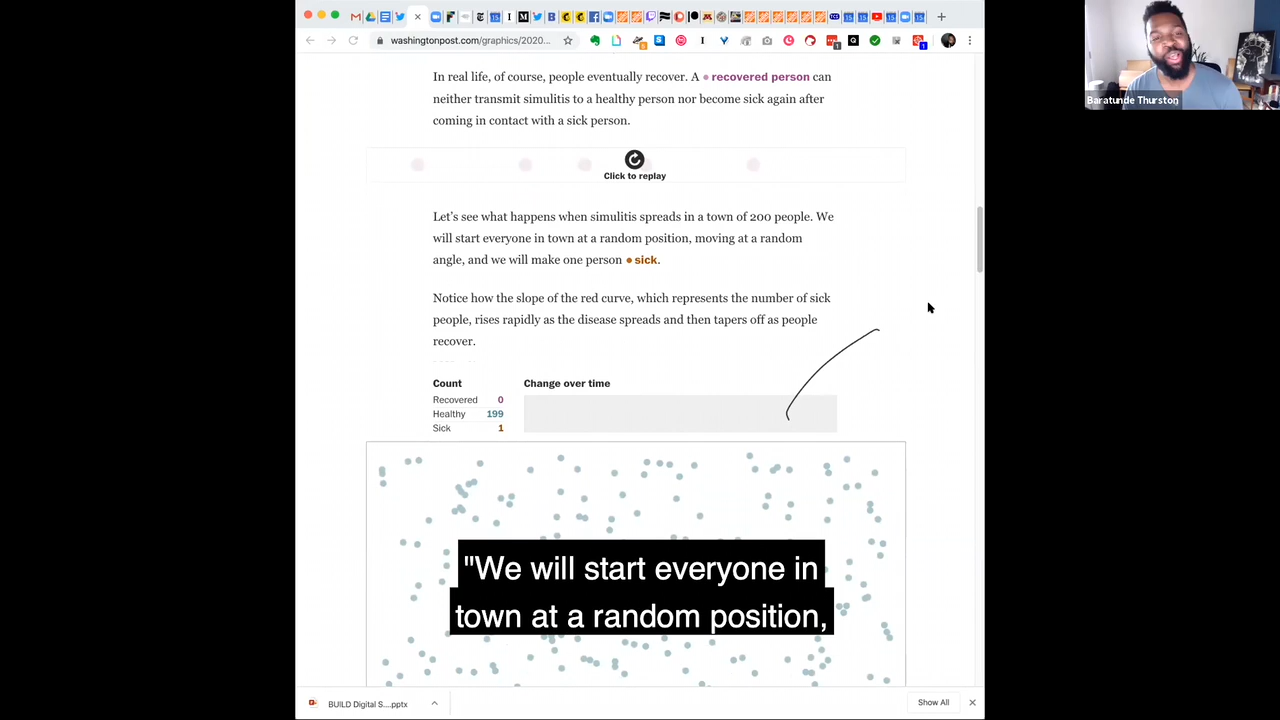 washingtonpost.com/graphics/2020...
Baratunde Thurston
In real life, of course, people eventually recover. A • recovered person can
neither transmit simulitis to a healthy person nor become sick again after
coming in contact with a sick person.
Click to replay
Let's see what happens when simulitis spreads in a town of 200 people. We
will start everyone in town at a random position, moving at a random
angle, and we will make one person • sick.
Notice how the slope of the red curve, which represents the number of sick
people, rises rapidly as the disease spreads and then tapers off as people
recover.
Count Change over time
Recovered 0
Healthy 199
Sick 1
"We will start everyone in
town at a random position,
BUILD Digital S....pptx
Show All